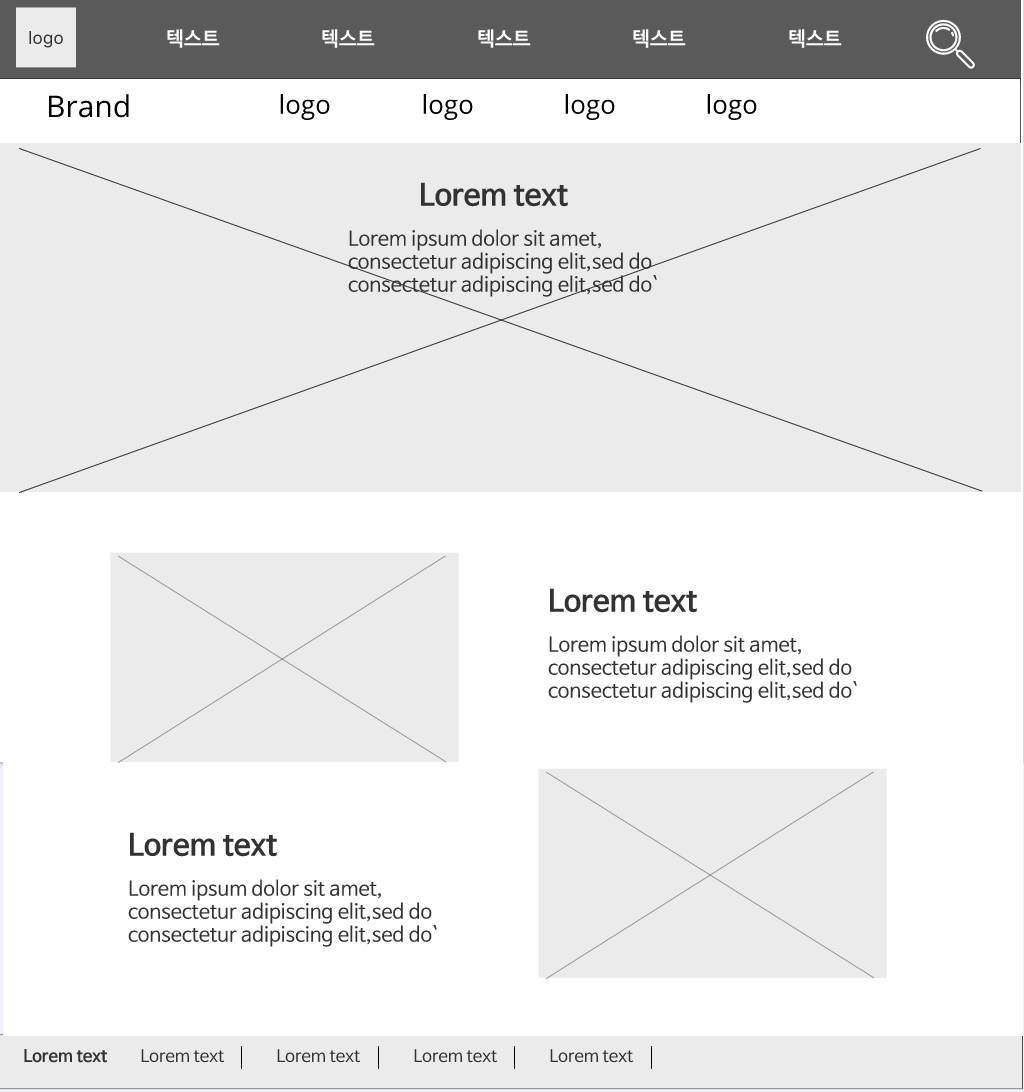 logo 텍스트 텍스트 텍스트 텍스트 텍스트
Brand logo logo logo logo
Lorem text
Lorem ipsum dolor sit amet,
consectetur adipiscing elit,sed do
consectetur adipiscing elit,sed do`
Lorem text
Lorem ipsum dolor sit amet,
consectetur adipiscing elit,sed do
consectetur adipiscing elit,sed do`
Lorem text
Lorem ipsum dolor sit amet,
consectetur adipiscing elit,sed do
consectetur adipiscing elit,sed do`
Lorem text Lorem text | Lorem text | Lorem text | Lorem text |